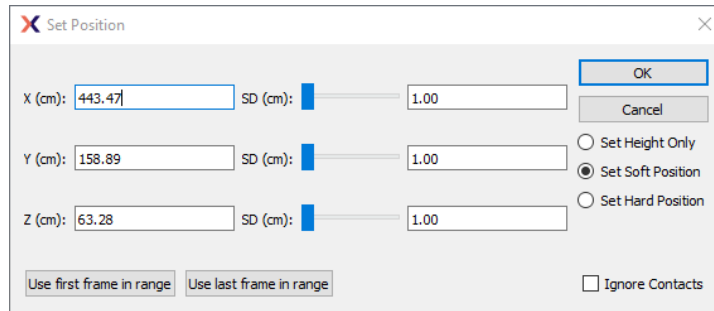 Set Position
X (cm): 443.47 SD (cm): 1.00
OK
Cancel
Set Height Only
Y (cm): 158.89 SD (cm): 1.00
Set Soft Position
Set Hard Position
Z (cm): 63.28 SD (cm): 1.00
Use first frame in range Use last frame in range Ignore Contacts